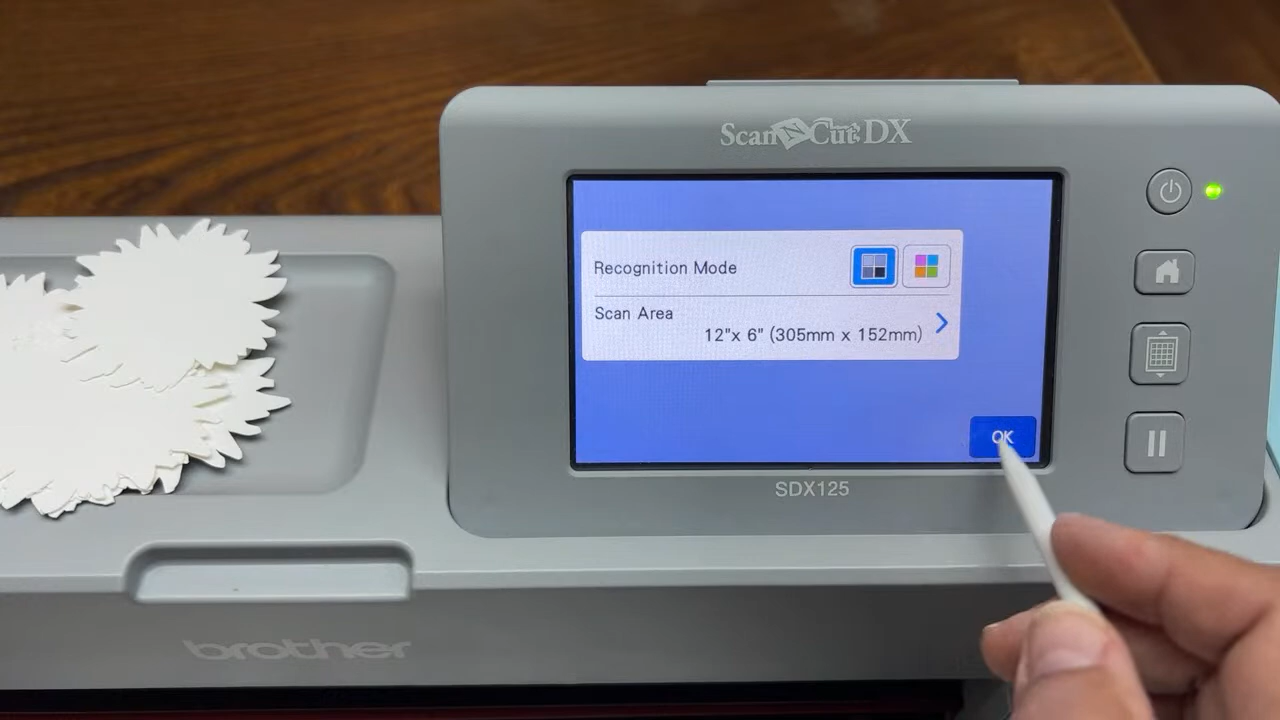 ScanNCut DX
Recognition Mode
Scan Area
12"x 6" (305mm x 152mm)
OK
SDX125
brother